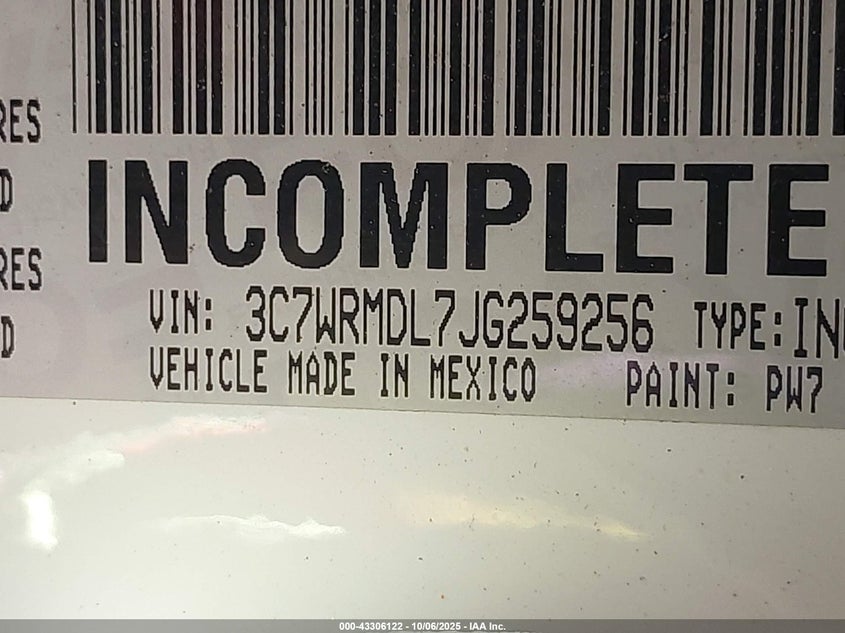 RES
INCOMPLETE
D
RES
VIN: 3C7WRMDL7JG259256 TYPE: IN
D
VEHICLE MADE IN MEXICO PAINT: PW7
000-43306122 - 10/06/2025 - IAA Inc.